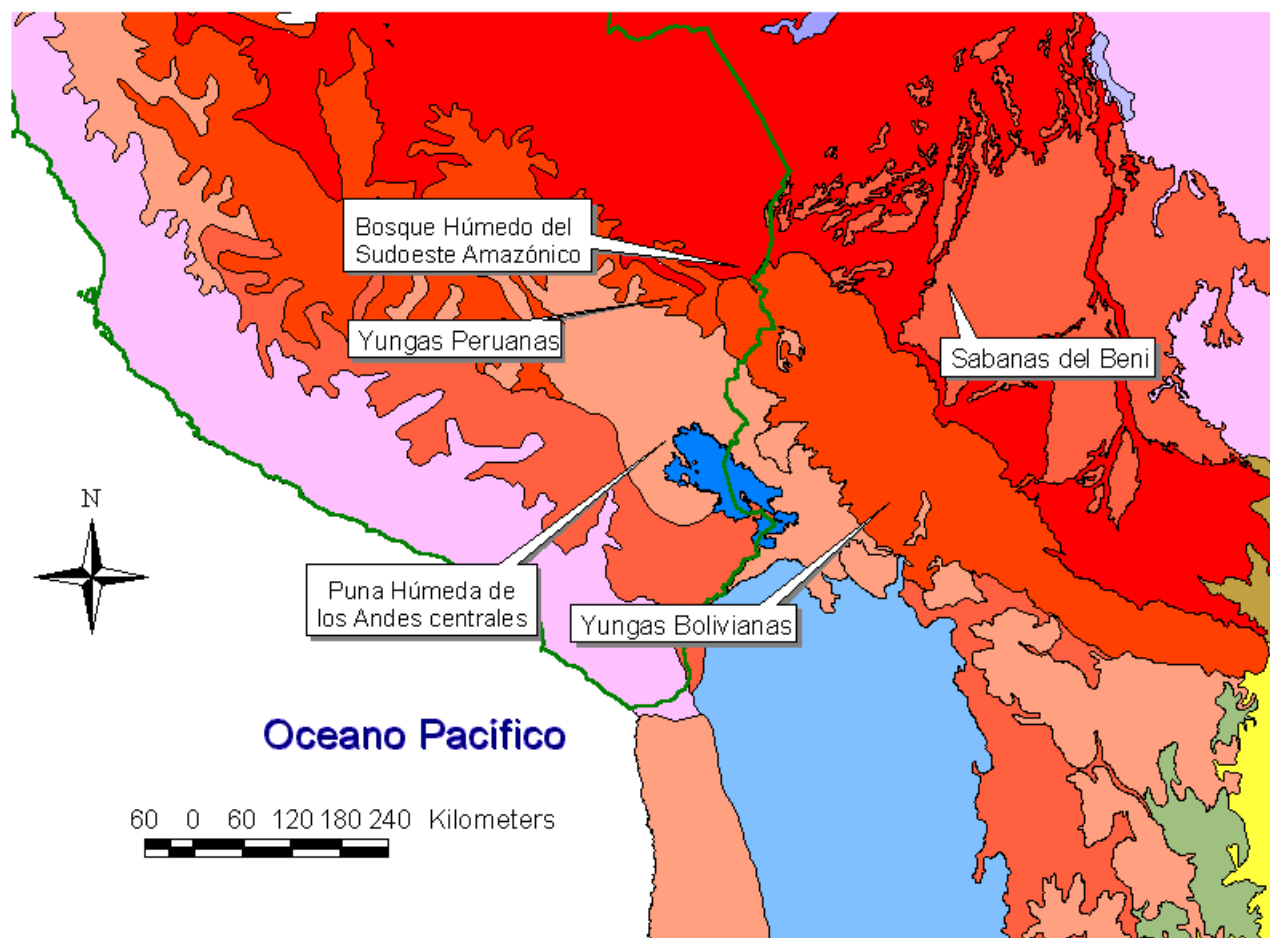 Bosque Húmedo del
Sudoeste Amazónico
Yungas Peruanas
Sabanas del Beni
N
Puna Húmeda de
los Andes centrales
Yungas Bolivianas
Oceano Pacífico
60 0 60 120 180 240 Kilometers